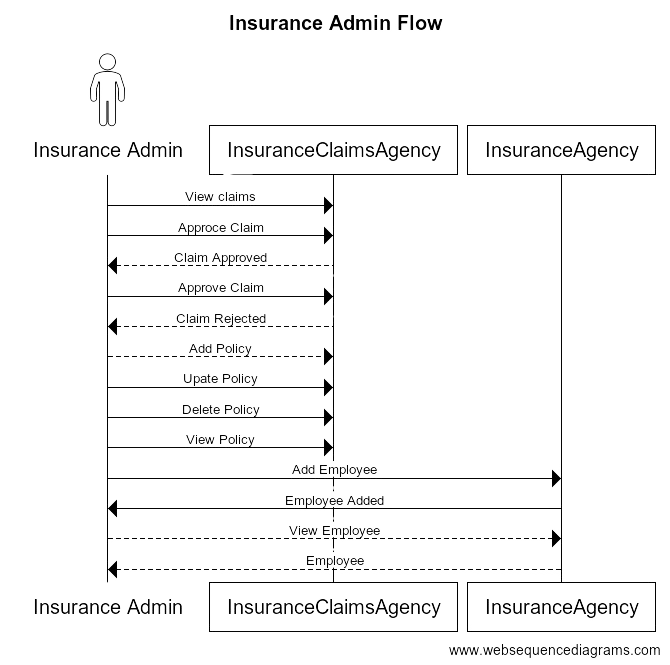 Insurance Admin Flow
Insurance Admin
InsuranceClaimsAgency
InsuranceAgency
View claims
Approce Claim
Claim Approved
Approve Claim
Claim Rejected
Add Policy
Upate Policy
Delete Policy
View Policy
Add Employee
Employee Added
View Employee
Employee
Insurance Admin
InsuranceClaimsAgency
InsuranceAgency
www.websequencediagrams.com